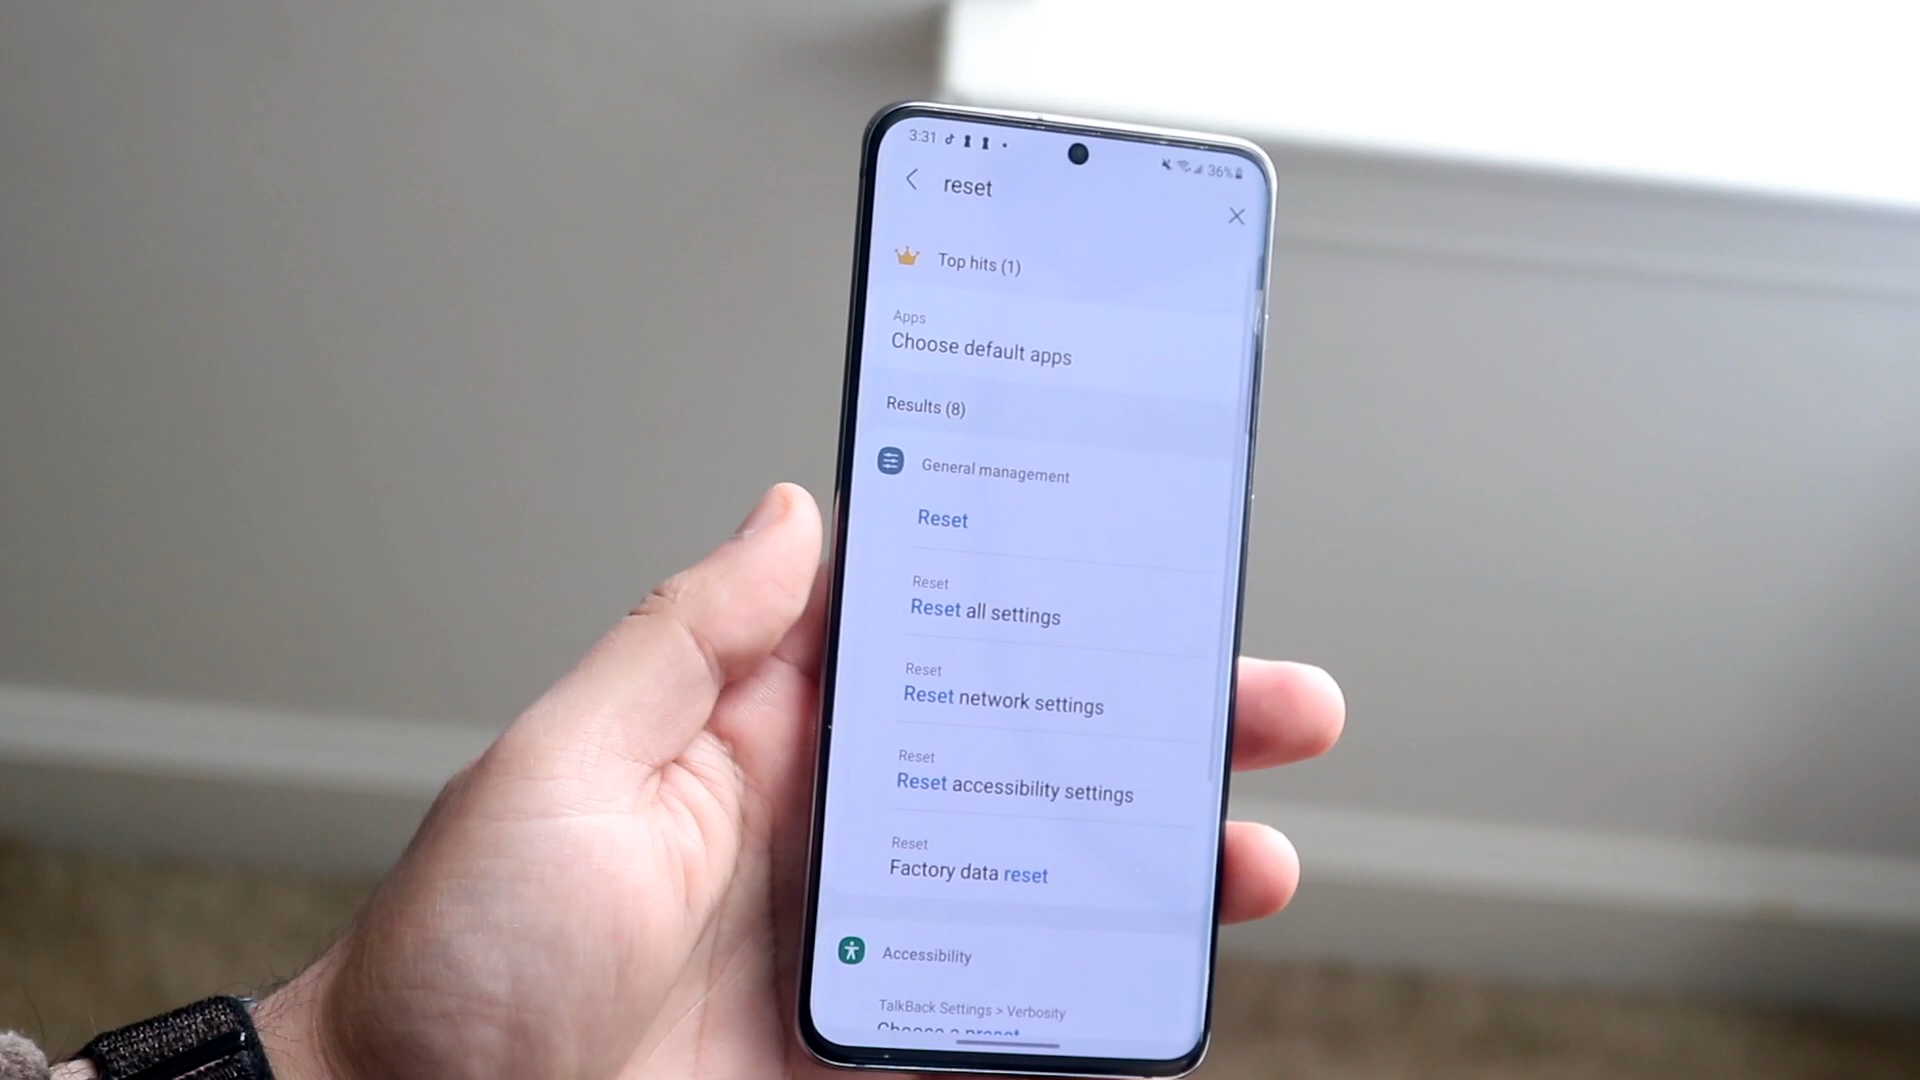 3:31
36%
reset
Top hits (1)
Apps
Choose default apps
Results (8)
General management
Reset
Reset
Reset all settings
Reset
Reset network settings
Reset
Reset accessibility settings
Reset
Factory data reset
Accessibility
TalkBack Settings > Verbosity
Choose a preset